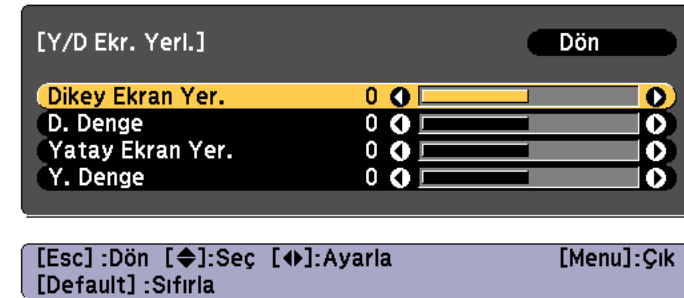 [Y/D Ekr. Yerl.] Dön
Dikey Ekran Yer. 0
D. Denge 0
Yatay Ekran Yer. 0
Y. Denge 0
[Esc] :Dön [◆]:Seç [◀▶]:Ayarla [Menu]:Çık
[Default] :Sıfırla